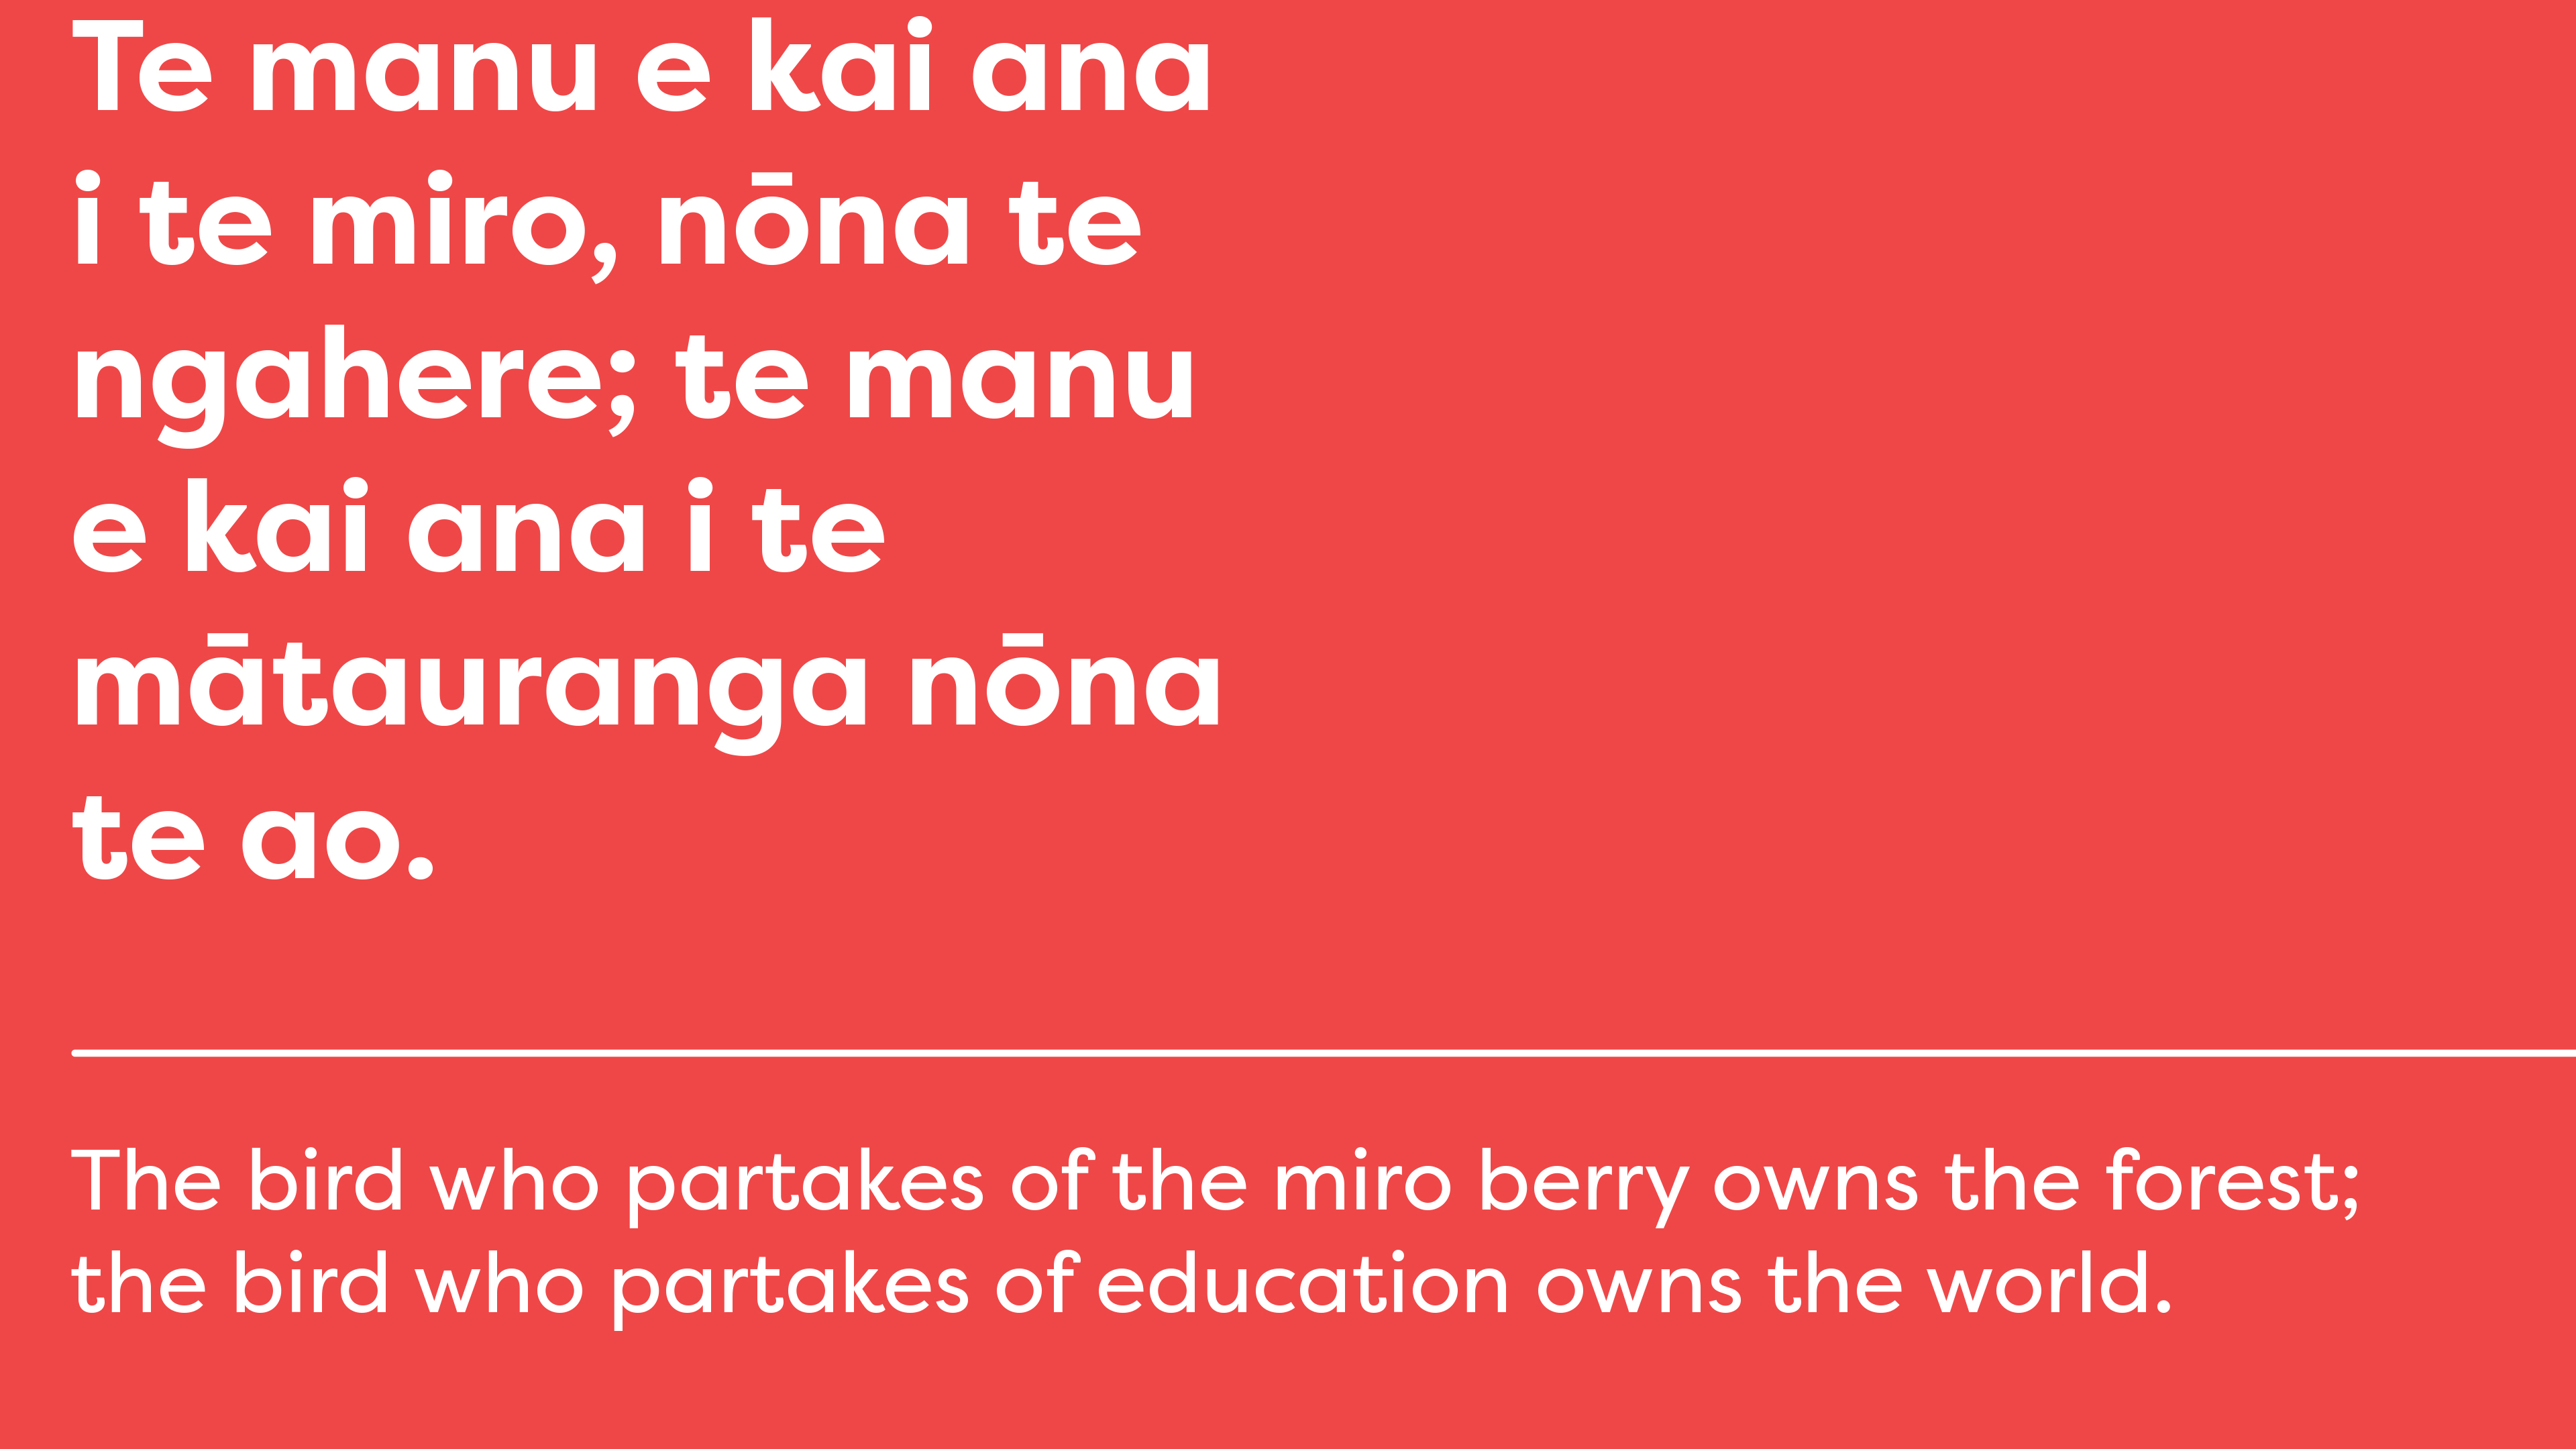 Te manu e kai ana
i te miro, nōna te
ngahere; te manu
e kai ana i te
mātauranga nōna
te ao.
The bird who partakes of the miro berry owns the forest;
the bird who partakes of education owns the world.